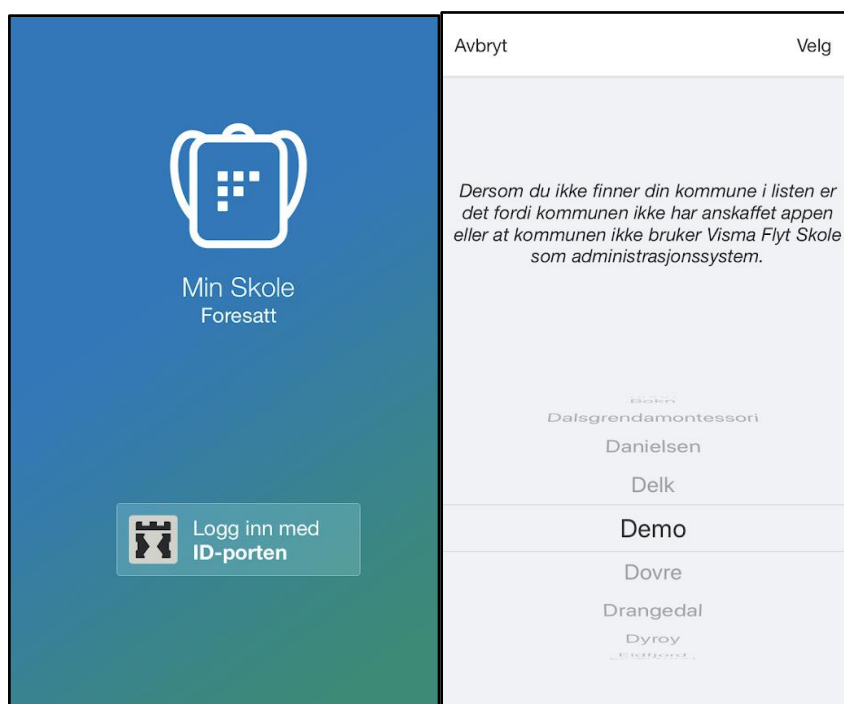 Min Skole
Foresatt
Logg inn med
ID-porten
Avbryt
Velg
Dersom du ikke finner din kommune i listen er
det fordi kommunen ikke har anskaffet appen
eller at kommunen ikke bruker Visma Flyt Skole
som administrasjonssystem.
Bokn
Dalsgrendamontessori
Danielsen
Delk
Demo
Dovre
Drangedal
Dyroy
Eidfjord